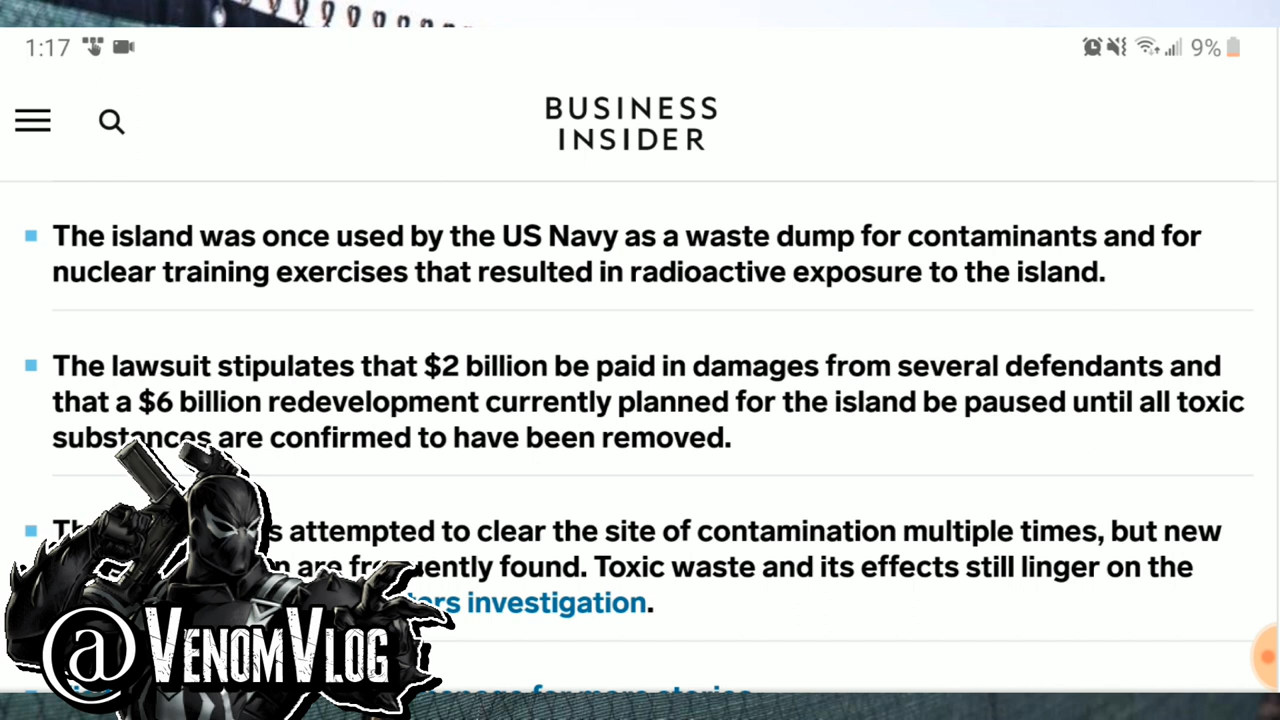 1:17
9%
BUSINESS
INSIDER
The island was once used by the US Navy as a waste dump for contaminants and for
nuclear training exercises that resulted in radioactive exposure to the island.
The lawsuit stipulates that $2 billion be paid in damages from several defendants and
that a $6 billion redevelopment currently planned for the island be paused until all toxic
substances are confirmed to have been removed.
attempted to clear the site of contamination multiple times, but new
are frequently found. Toxic waste and its effects still linger on the
investigation.
for more stories
@VENOMVLOG